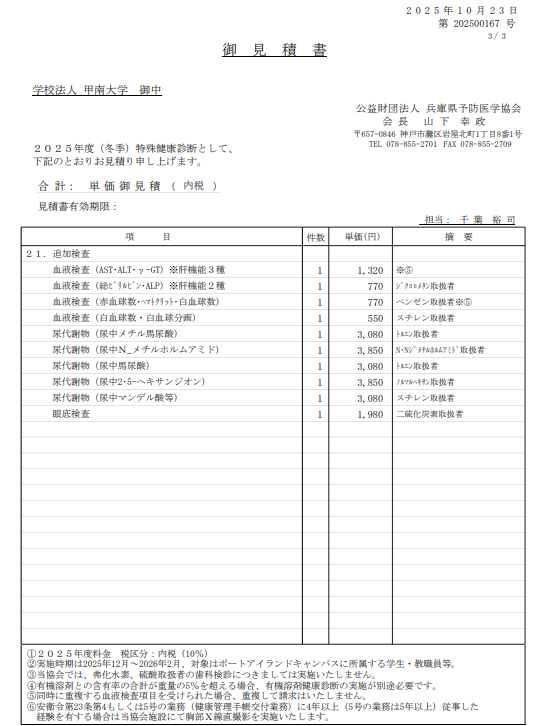 2025年10月23日
第 202500167 号
3/3
御 見 積 書
学校法人 甲南大学 御中
公益財団法人 兵庫県予防医学協会
会 長 山 下 幸 政
〒657-0846 神戸市灘区岩屋北町1丁目8番1号
TEL 078-855-2701 FAX 078-855-2709
2025年度（冬季）特殊健康診断として、
下記のとおりお見積り申し上げます。
合 計： 単 価 御 見 積 （ 内税 ）
見積書有効期限：
担当： 千 葉 裕 司
項 目 件数 単価(円) 摘 要
21．追加検査
血液検査（AST・ALT・γ-GT）※肝機能３種 1 1,320 ※⑤
血液検査（総ﾋﾞﾘﾙﾋﾞﾝ・ALP）※肝機能２種 1 770 ｼﾞｸﾛﾛﾒﾀﾝ取扱者
血液検査（赤血球数・ﾍﾏﾄｸﾘｯﾄ・白血球数） 1 770 ベンゼン取扱者※⑤
血液検査（白血球数・白血球分画） 1 550 スチレン取扱者
尿代謝物（尿中メチル馬尿酸） 1 3,080 ﾄﾙｴﾝ取扱者
尿代謝物（尿中Ｎ_メチルホルムアミド） 1 3,850 N・Nｼﾞﾒﾁﾙﾎﾙﾑｱﾐﾄﾞ取扱者
尿代謝物（尿中馬尿酸） 1 3,080 ﾄﾙｴﾝ取扱者
尿代謝物（尿中2・5-ヘキサンジオン） 1 3,850 ﾉﾙﾏﾙﾍｷｻﾝ取扱者
尿代謝物（尿中マンデル酸等） 1 3,080 スチレン取扱者
眼底検査 1 1,980 二硫化炭素取扱者
①２０２５年度料金 税区分：内税（10%）
②実施時期は2025年12月～2026年2月、対象はポートアイランドキャンパスに所属する学生・教職員等。
③当協会では、弗化水素、硫酸取扱者の歯科検診につきましては実施いたしません。
④有機溶剤との含有率の合計が重量の5％を超える場合、有機溶剤健康診断の実施が別途必要です。
⑤同時に重複する血液検査項目を受けられた場合、重複して請求はいたしません。
⑥安衛令第23条第4もしくは5号の業務（健康管理手帳交付業務）に4年以上（5号の業務は5年以上）従事した
経験を有する場合は当協会施設にて胸部Ｘ線直接撮影を実施いたします。